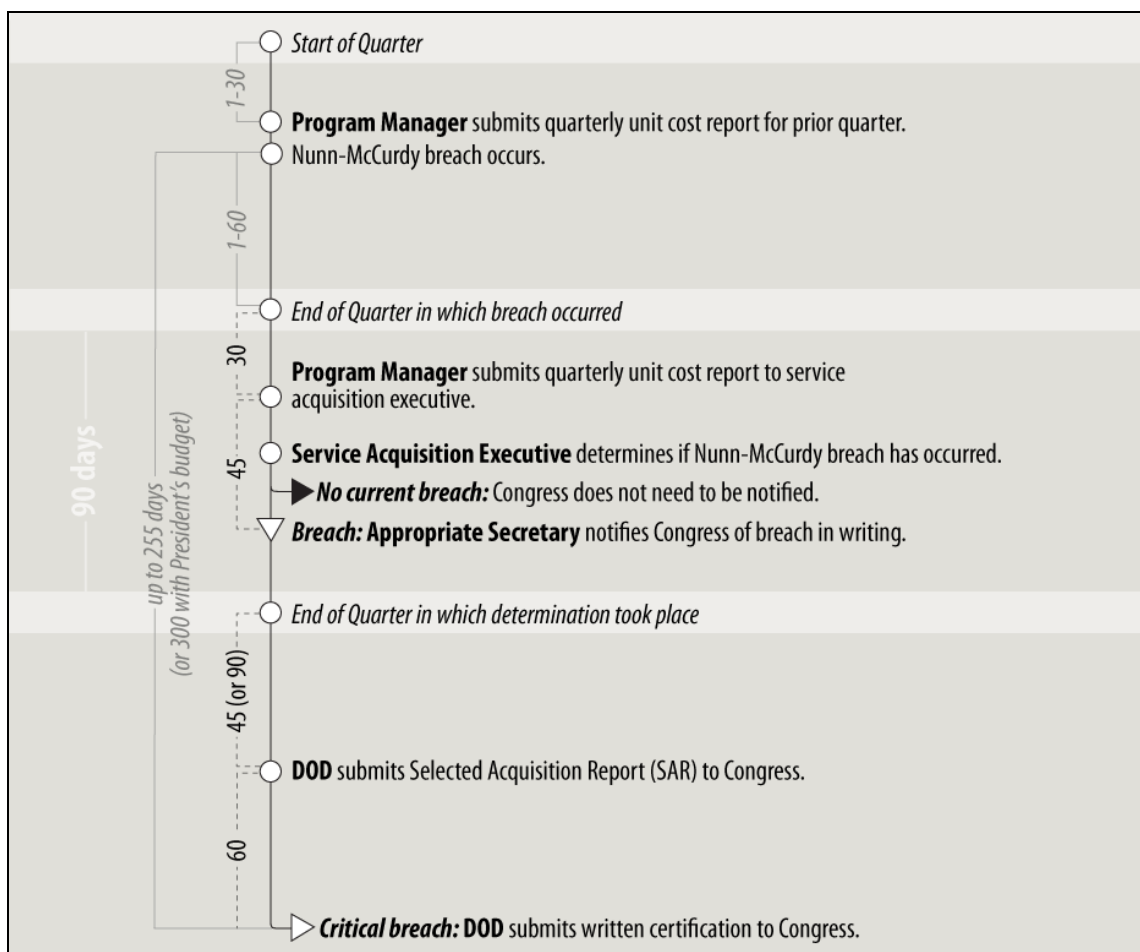 Start of Quarter
1-30
Program Manager submits quarterly unit cost report for prior quarter.
Nunn-McCurdy breach occurs.
1-60
End of Quarter in which breach occurred
30
Program Manager submits quarterly unit cost report to service
acquisition executive.
90 days
up to 255 days
(or 300 with President's budget)
45
Service Acquisition Executive determines if Nunn-McCurdy breach has occurred.
No current breach: Congress does not need to be notified.
Breach: Appropriate Secretary notifies Congress of breach in writing.
End of Quarter in which determination took place
45 (or 90)
DOD submits Selected Acquisition Report (SAR) to Congress.
60
Critical breach: DOD submits written certification to Congress.